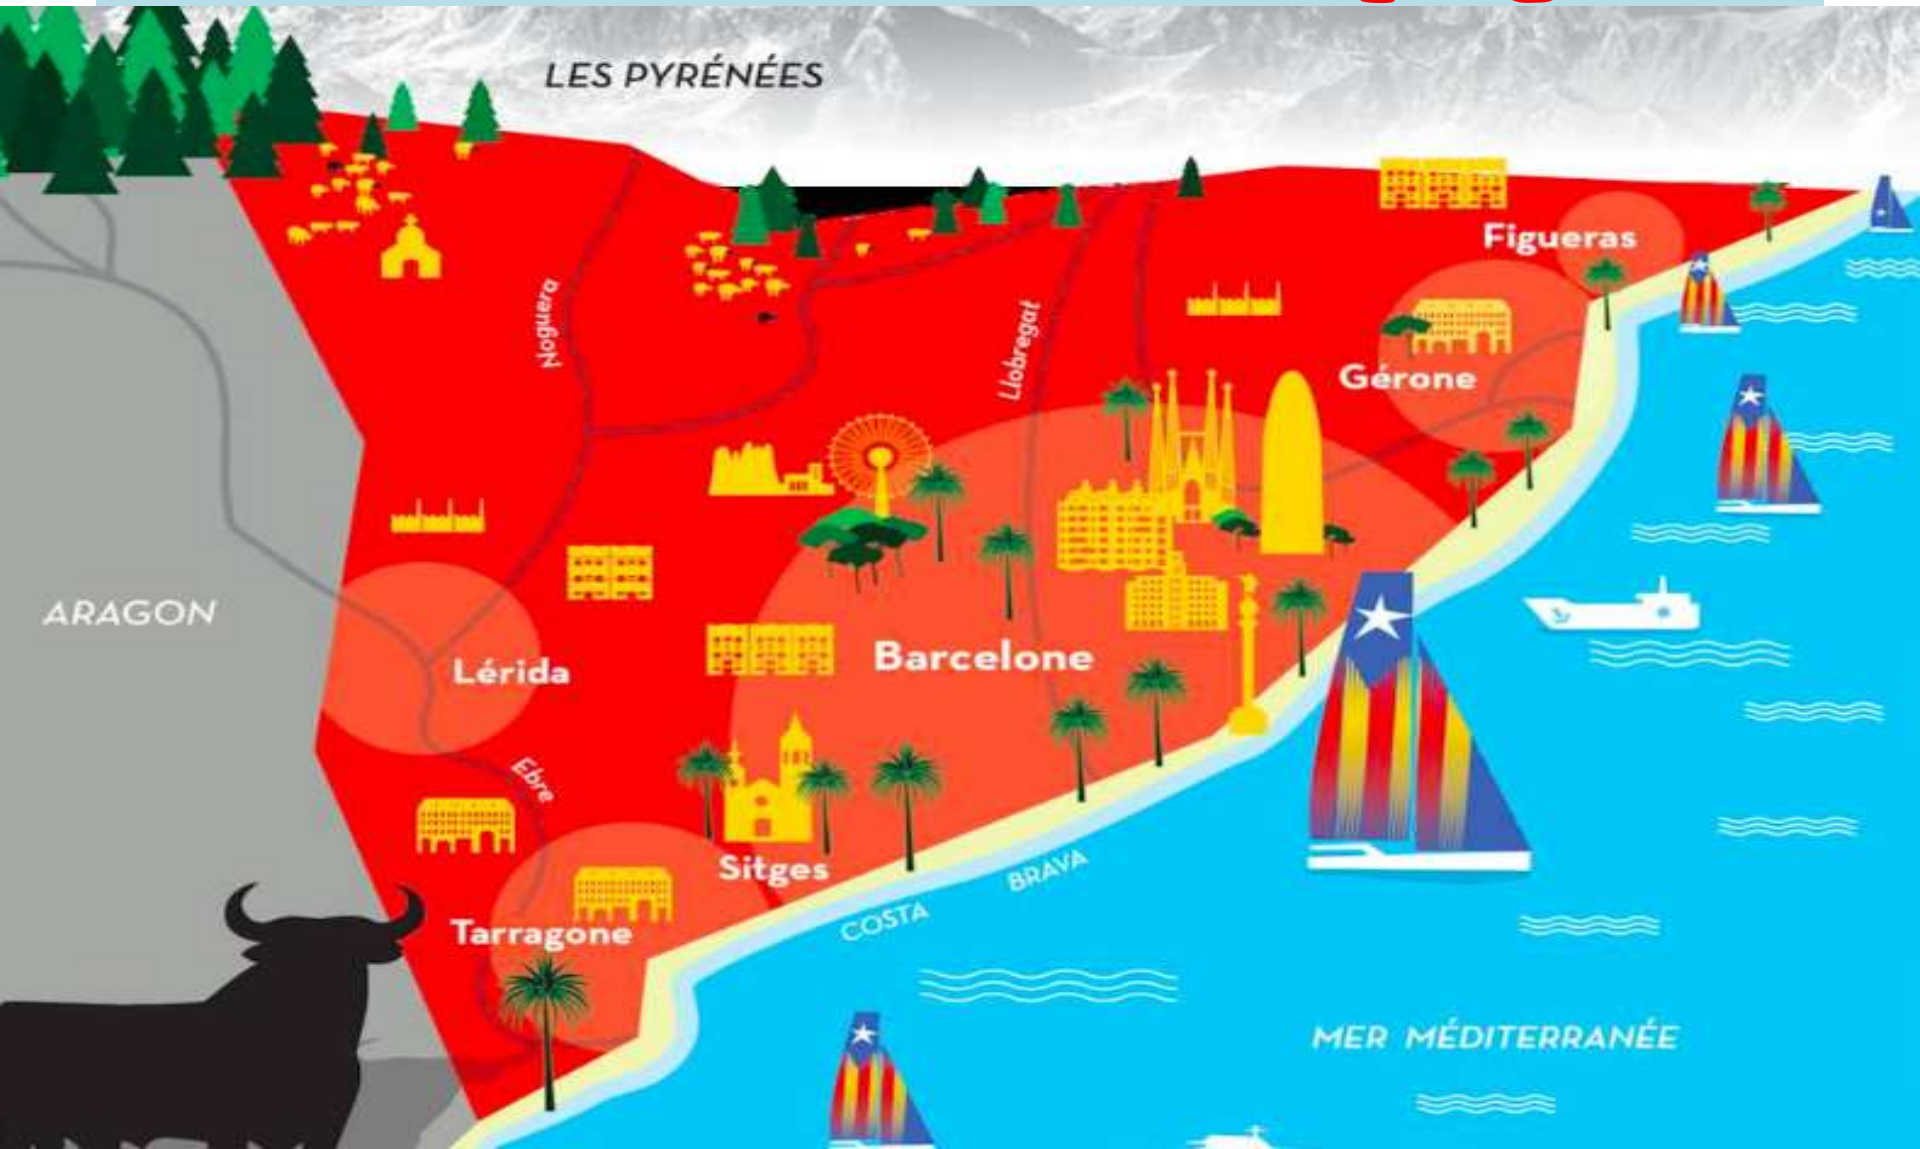 LES PYRÉNÉES
Figueras
Noguera
Llobregat
Gérone
ARAGON
Barcelone
Lérida
Ebre
Sitges
BRAVA
COSTA
Tarragone
MER MÉDITERRANÉE